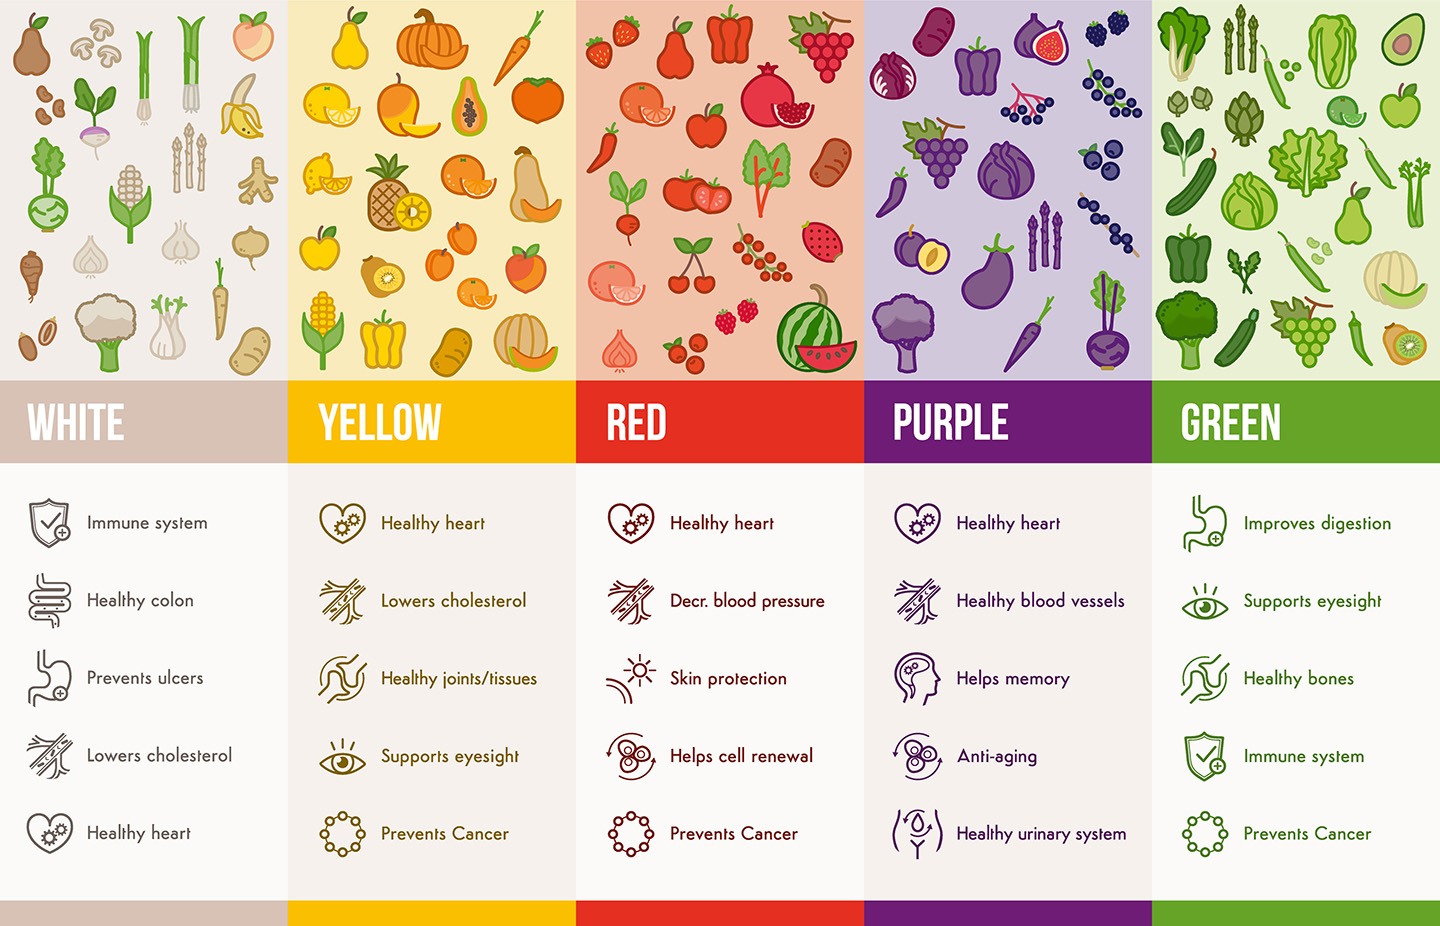 WHITE
Immune system
Healthy colon
Prevents ulcers
Lowers cholesterol
Healthy heart
YELLOW
Healthy heart
Lowers cholesterol
Healthy joints/tissues
Supports eyesight
Prevents Cancer
RED
Healthy heart
Decr. blood pressure
Skin protection
Helps cell renewal
Prevents Cancer
PURPLE
Healthy heart
Healthy blood vessels
Helps memory
Anti-aging
Healthy urinary system
GREEN
Improves digestion
Supports eyesight
Healthy bones
Immune system
Prevents Cancer